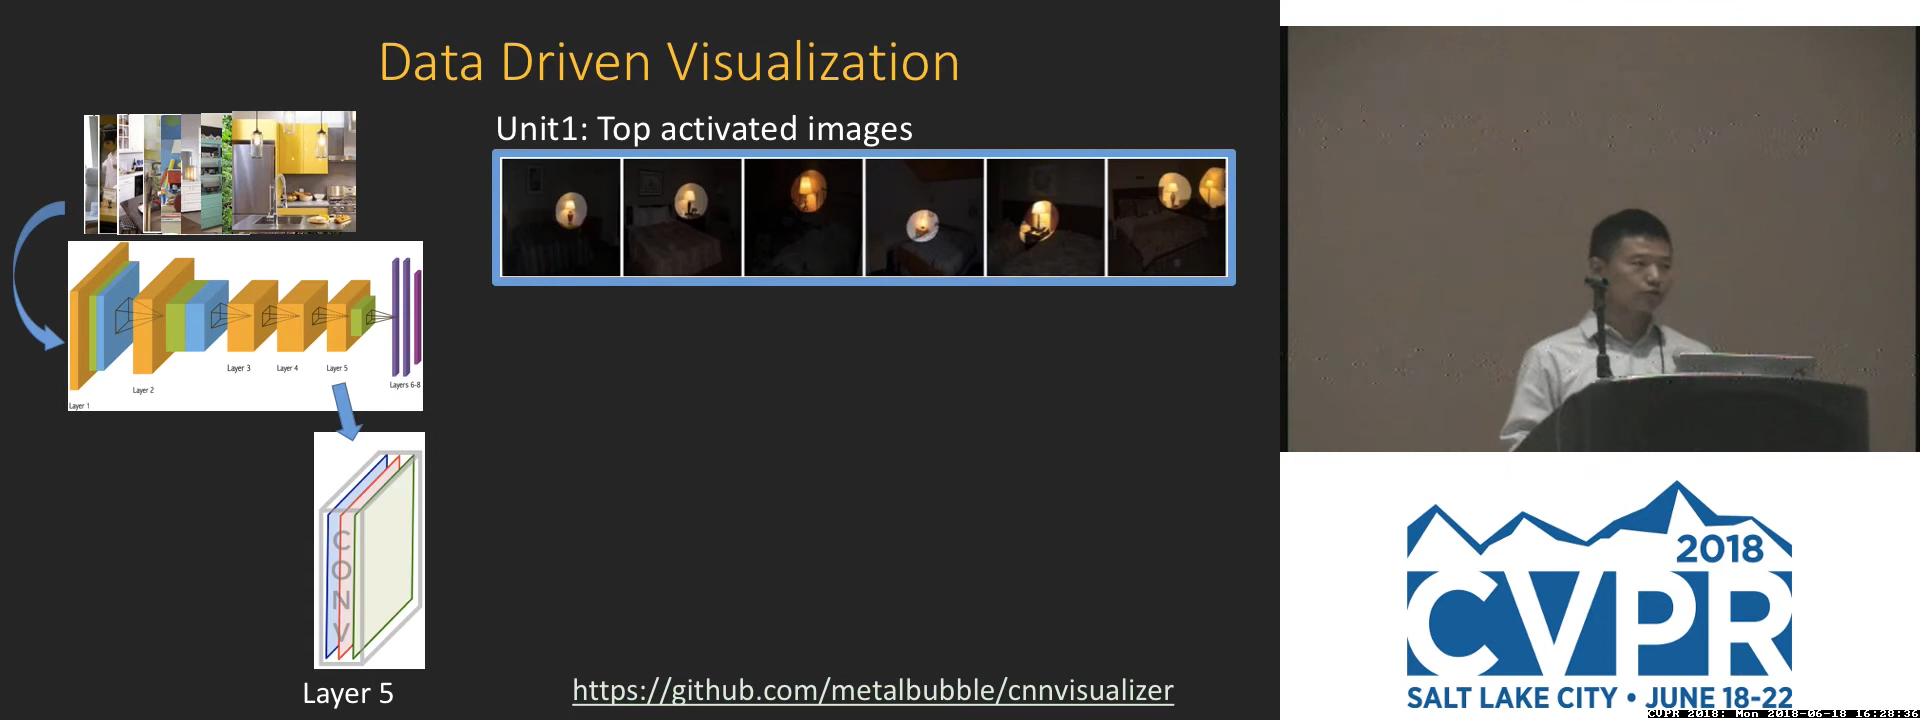 Data Driven Visualization
Unit1: Top activated images
Layer 1
Layer 2
Layer 3
Layer 4
Layer 5
Layers 6-8
CONV
Layer 5
https://github.com/metalbubble/cnnvisualizer
2018
CVPR
SALT LAKE CITY • JUNE 18-22
CVPR 2018: Mon 2018-06-18 16:28:36